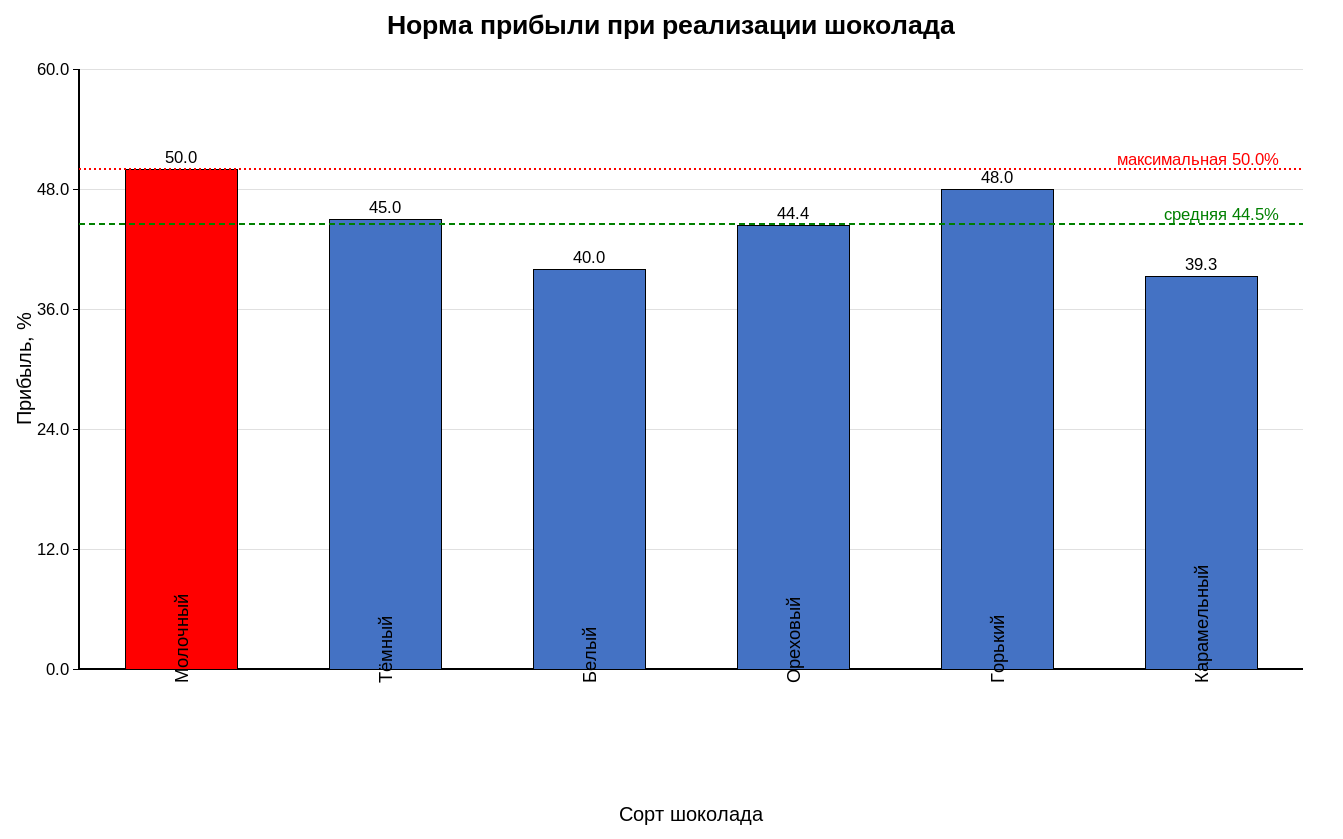 Норма прибыли при реализации шоколада
60.0
48.0
36.0
24.0
12.0
0.0
Прибыль, %
50.0
45.0
40.0
44.4
48.0
39.3
максимальная 50.0%
средняя 44.5%
Молочный
Тёмный
Белый
Ореховый
Горький
Карамельный
Сорт шоколада